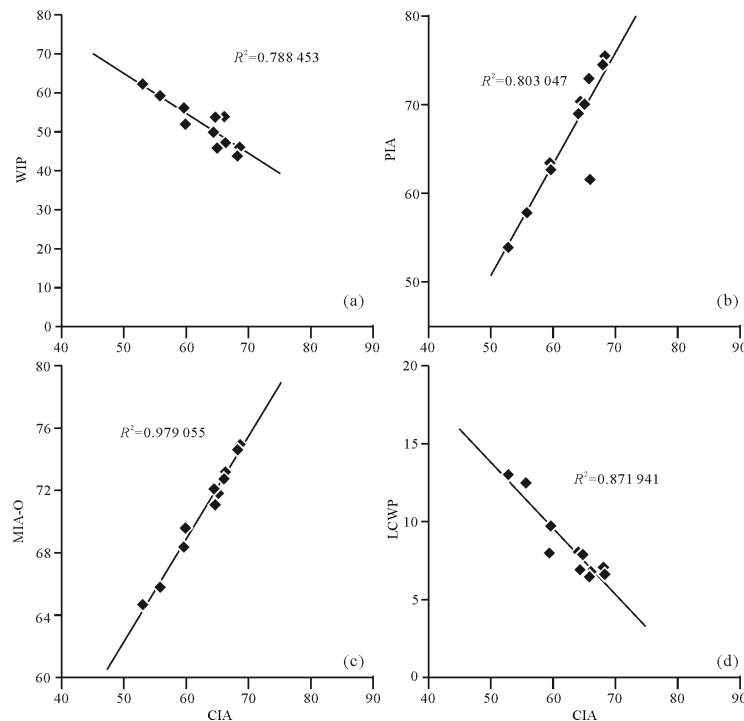 80
70
60
50
40
30
20
10
0
WIP
R²=0.788 453
(a)
40 50 60 70 80 90
80
70
60
50
PIA
R²=0.803 047
(b)
40 50 60 70 80 90
80
76
72
68
64
60
MIA-O
R²=0.979 055
(c)
40 50 60 70 80 90
CIA
20
15
10
5
0
LCWP
R²=0.871 941
(d)
40 50 60 70 80 90
CIA